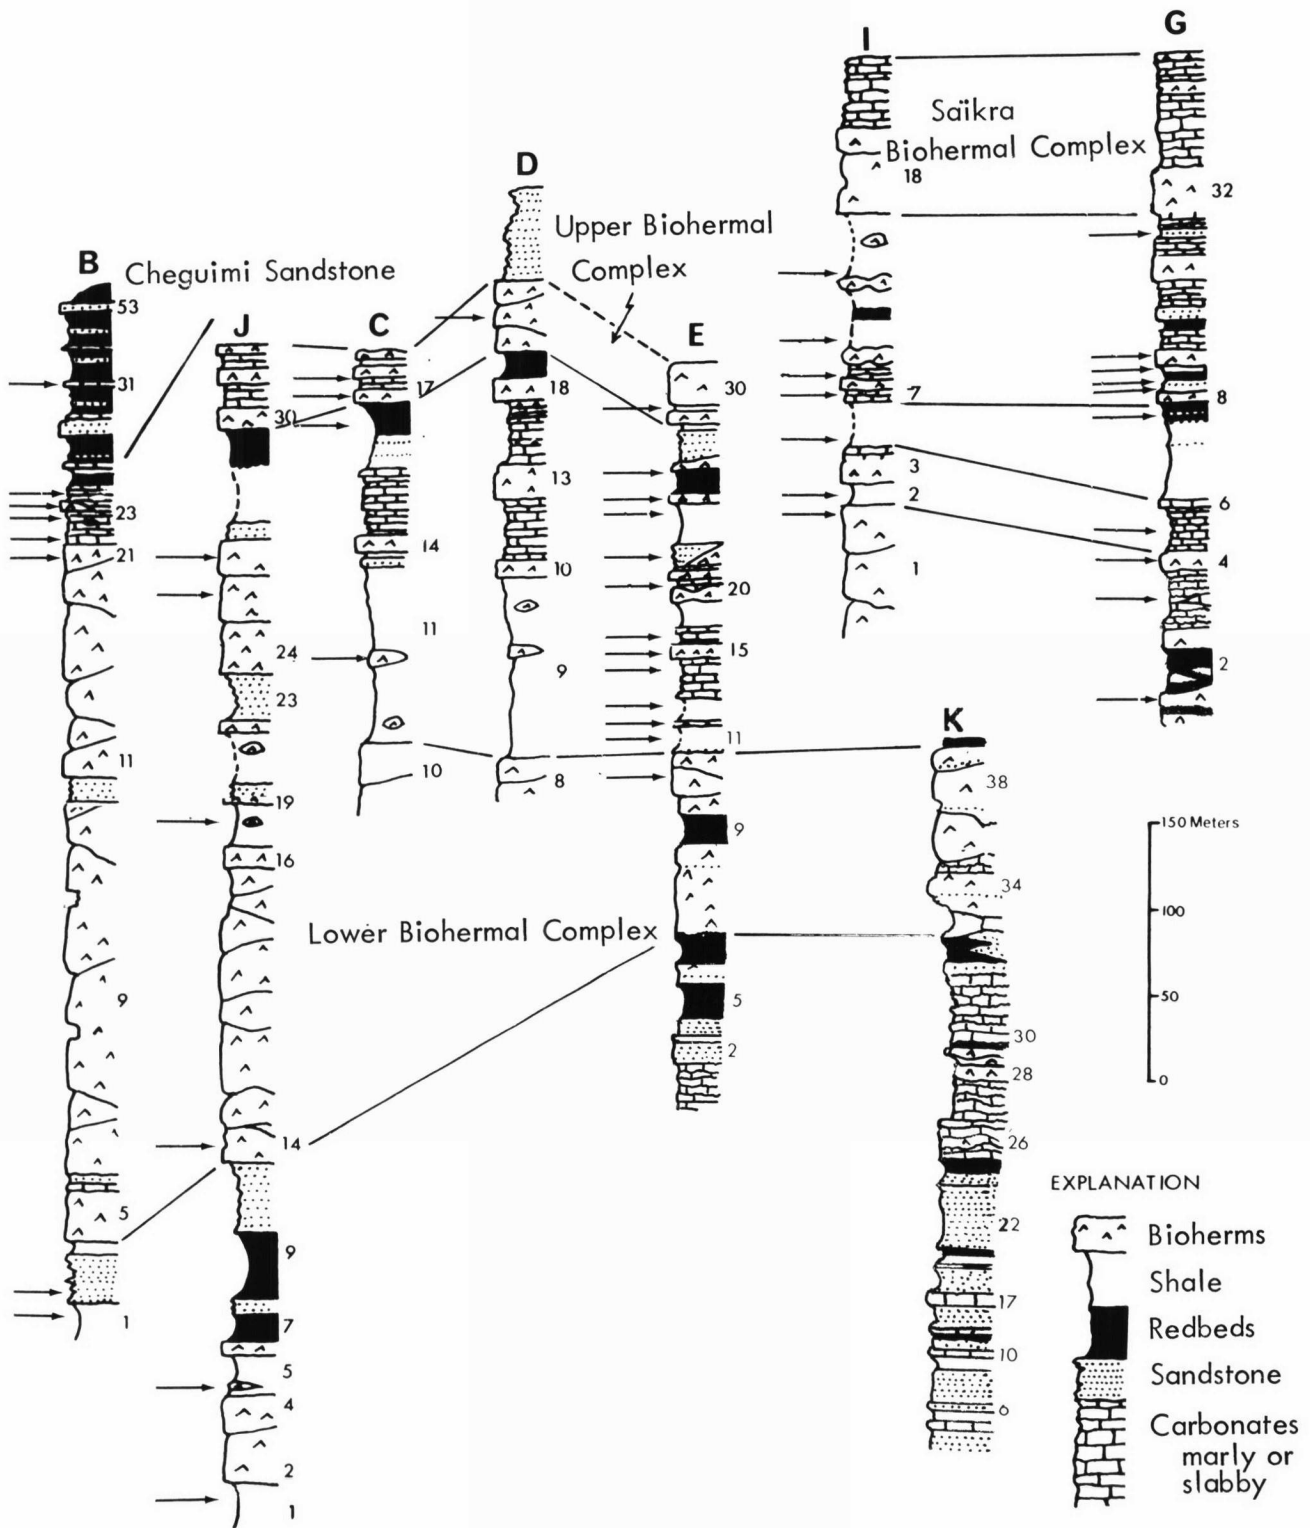 G
I
Saïkra
Biohermal Complex
18
32
7
8
3
2
6
1
4
2
D
Upper Biohermal
Complex
B
Cheguimi Sandstone
J
C
E
53
31
17
18
30
30
13
23
14
21
10
20
11
24
15
9
23
11
11
10
8
19
9
16
K
38
34
150 Meters
100
50
0
Lower Biohermal Complex
9
5
2
30
28
26
14
5
22
9
17
1
7
10
5
4
6
2
1
EXPLANATION
Bioherms
Shale
Redbeds
Sandstone
Carbonates
marly or
slabby